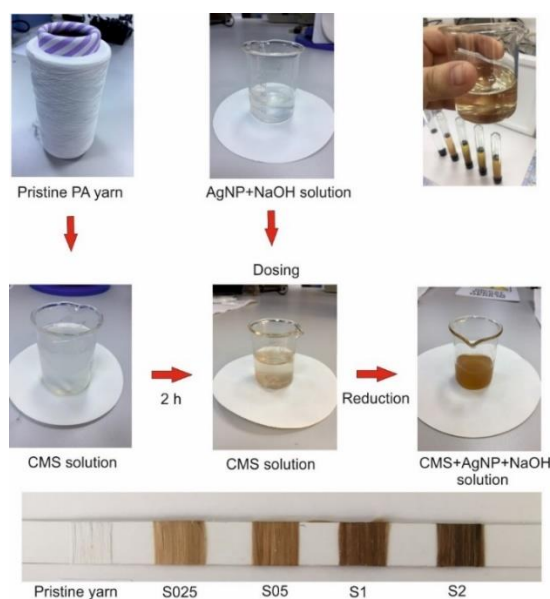 Pristine PA yarn
AgNP+NaOH solution
Dosing
2 h
Reduction
CMS solution
CMS solution
CMS+AgNP+NaOH
solution
Pristine yarn
S025
S05
S1
S2